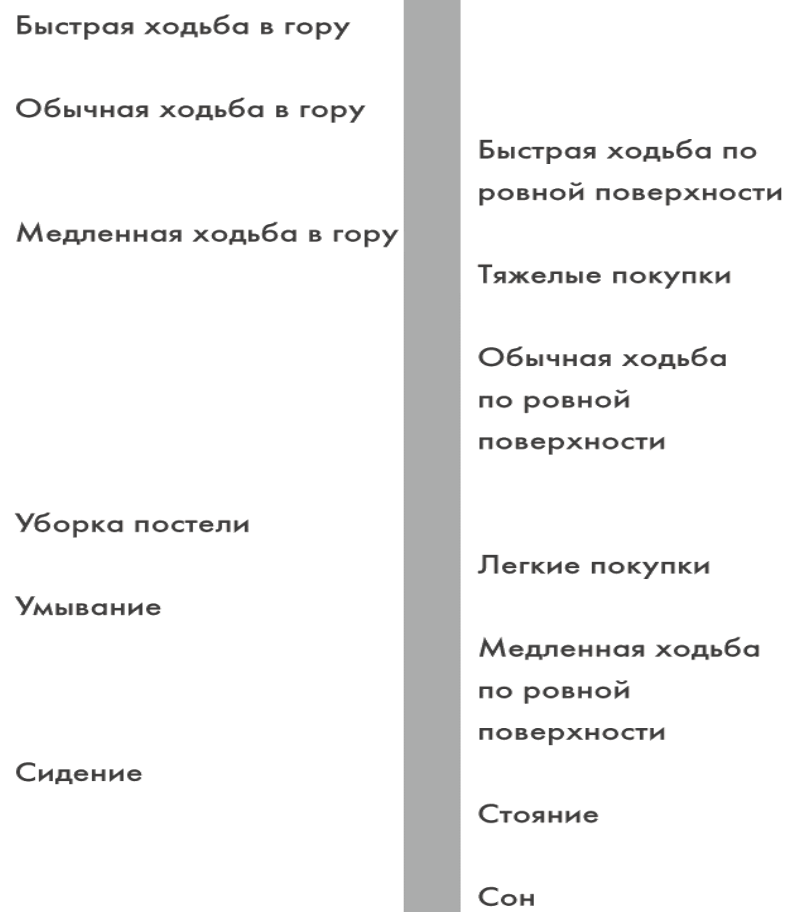 Быстрая ходьба в гору
Обычная ходьба в гору
Быстрая ходьба по
ровной поверхности
Медленная ходьба в гору
Тяжелые покупки
Обычная ходьба
по ровной
поверхности
Уборка постели
Легкие покупки
Умывание
Медленная ходьба
по ровной
поверхности
Сидение
Стояние
Сон